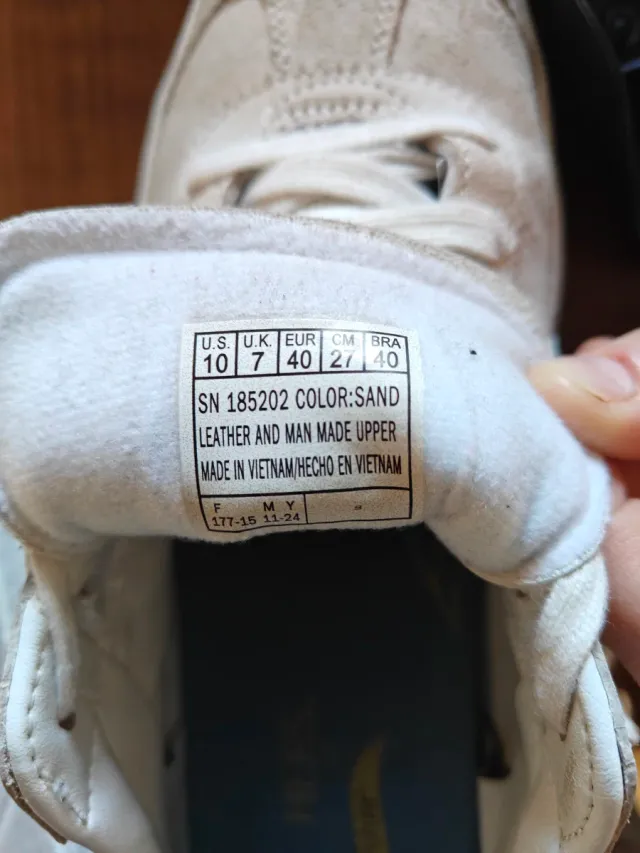 U.S. U.K. EUR CM BRA
10 7 40 27 40
SN 185202 COLOR:SAND
LEATHER AND MAN MADE UPPER
MADE IN VIETNAM/HECHO EN VIETNAM
F M Y
177-15 11-24